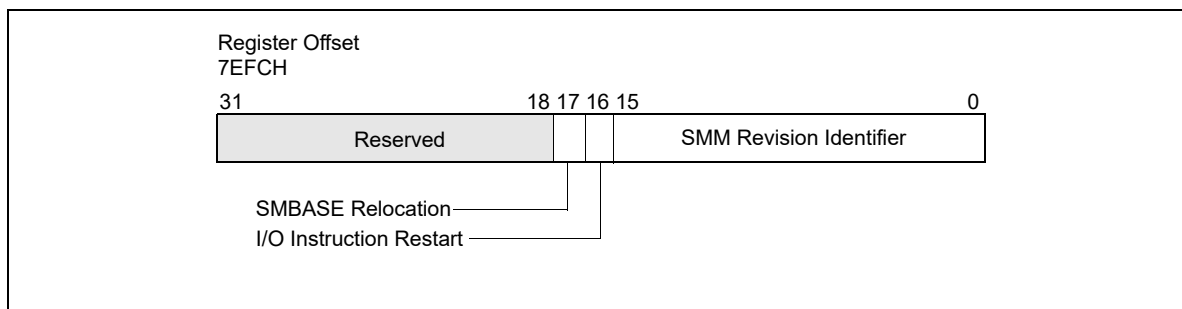 Register Offset
7EFCH
31 18 17 16 15 0
Reserved SMM Revision Identifier
SMBASE Relocation
I/O Instruction Restart